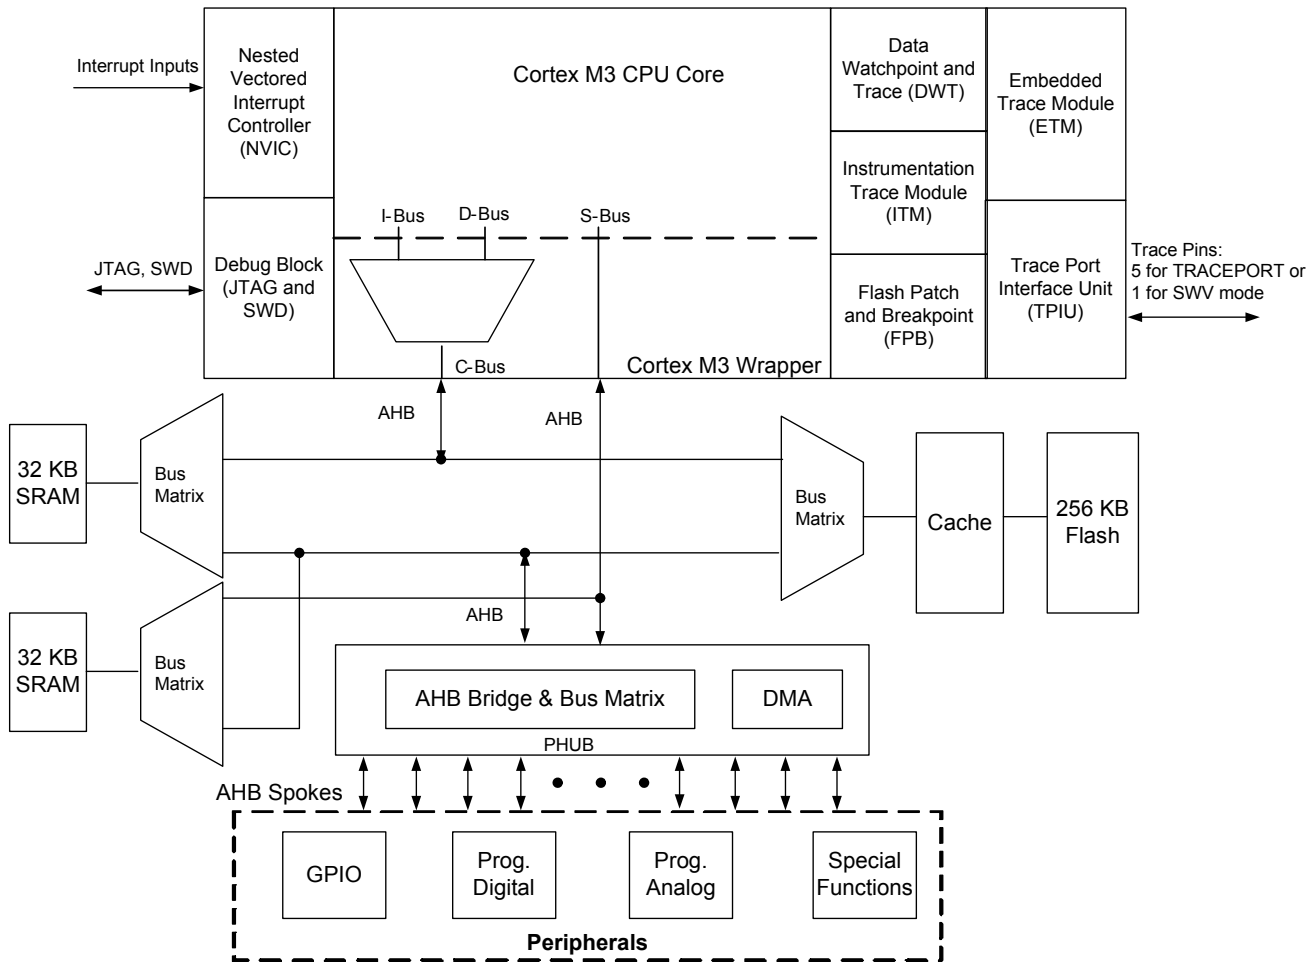 Interrupt Inputs
Nested
Vectored
Interrupt
Controller
(NVIC)
Cortex M3 CPU Core
Data
Watchpoint and
Trace (DWT)
Embedded
Trace Module
(ETM)
Instrumentation
Trace Module
(ITM)
I-Bus
D-Bus
S-Bus
JTAG, SWD
Debug Block
(JTAG and
SWD)
Flash Patch
and Breakpoint
(FPB)
Trace Port
Interface Unit
(TPIU)
Trace Pins:
5 for TRACEPORT or
1 for SWV mode
C-Bus
Cortex M3 Wrapper
AHB
AHB
32 KB
SRAM
Bus
Matrix
Bus
Matrix
Cache
256 KB
Flash
AHB
32 KB
SRAM
Bus
Matrix
AHB Bridge & Bus Matrix
DMA
PHUB
AHB Spokes
GPIO
Prog.
Digital
Prog.
Analog
Special
Functions
Peripherals